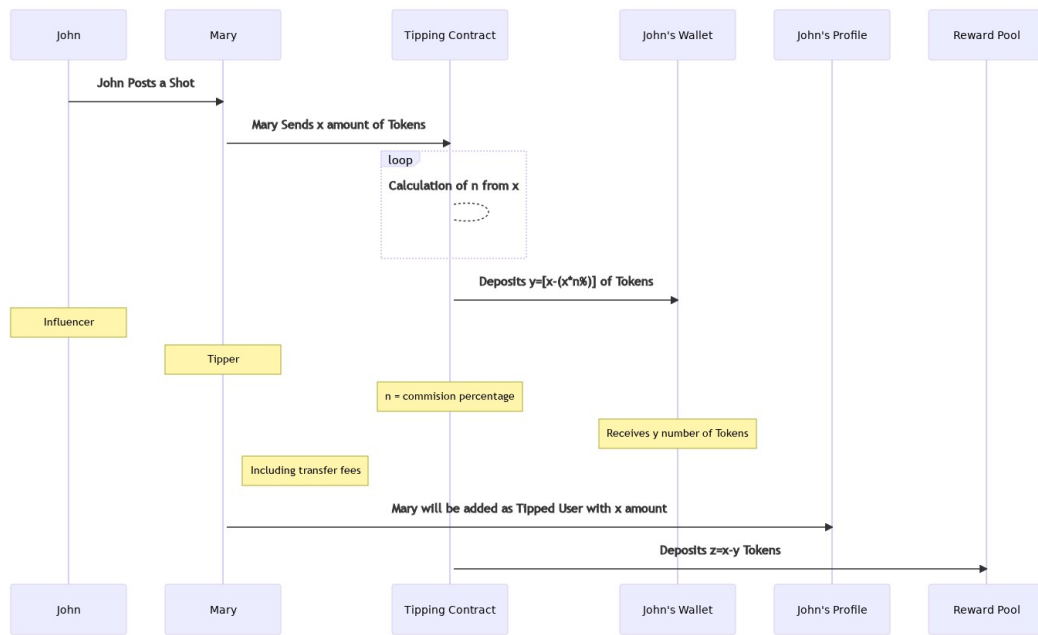 John
Mary
Tipping Contract
John's Wallet
John's Profile
Reward Pool
John Posts a Shot
Mary Sends x amount of Tokens
loop
Calculation of n from x
Deposits y=[x-(x*n%)] of Tokens
Influencer
Tipper
n = commision percentage
Receives y number of Tokens
Including transfer fees
Mary will be added as Tipped User with x amount
Deposits z=x-y Tokens
John
Mary
Tipping Contract
John's Wallet
John's Profile
Reward Pool